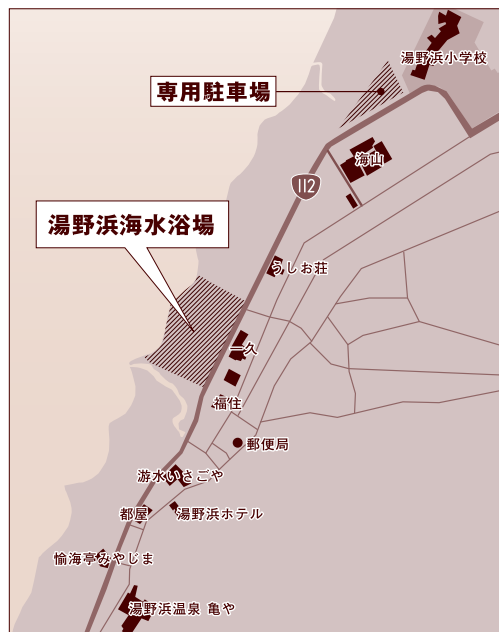 湯野浜小学校
専用駐車場
海山
112
湯野浜海水浴場
うしお荘
一久
福住
郵便局
游水いさごや
都屋
湯野浜ホテル
愉海亭みやじま
湯野浜温泉 亀や